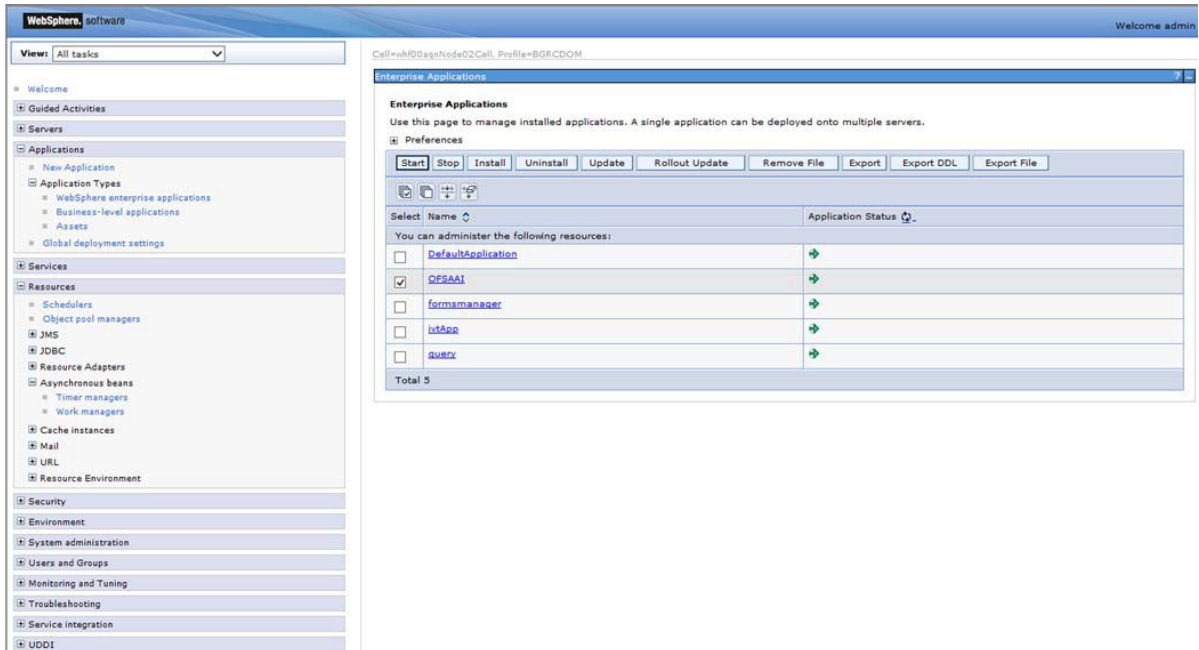 WebSphere. software
Welcome admin
View: All tasks
Welcome
Guided Activities
Servers
Applications
New Application
Application Types
WebSphere enterprise applications
Business-level applications
Assets
Global deployment settings
Services
Resources
Schedulers
Object pool managers
JMS
JDBC
Resource Adapters
Asynchronous beans
Timer managers
Work managers
Cache instances
Mail
URL
Resource Environment
Security
Environment
System administration
Users and Groups
Monitoring and Tuning
Troubleshooting
Service integration
UDDI
Cell=whf00aqnNode02Cell, Profile=BGRCDOM
Enterprise Applications ? -
Enterprise Applications
Use this page to manage installed applications. A single application can be deployed onto multiple servers.
Preferences
Start Stop Install Uninstall Update Rollout Update Remove File Export Export DDL Export File
Select Name Application Status
You can administer the following resources:
DefaultApplication
OFSAAI
formsmanager
ivtApp
query
Total 5